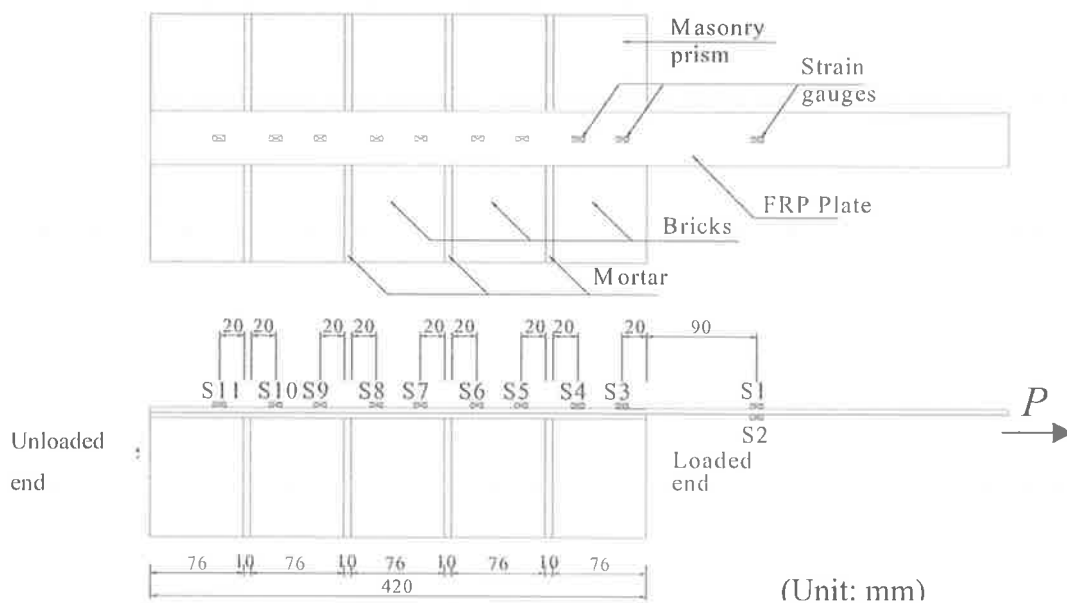 Masonry
prism
Strain
gauges
FRP Plate
Bricks
Mortar
20 20 20 20 20 20 20 20 20 90
S11 S10 S9 S8 S7 S6 S5 S4 S3 S1
S2
P
Unloaded
end
Loaded
end
76 10 76 10 76 10 76 10 76
420
(Unit: mm)